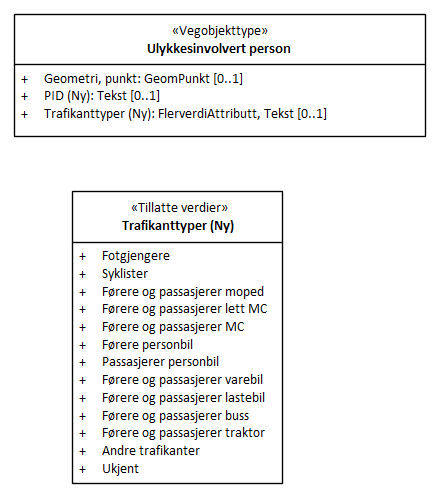 «Vegobjekttype»
Ulykkesinvolvert person
+ Geometri, punkt: GeomPunkt [0..1]
+ PID (Ny): Tekst [0..1]
+ Trafikanttyper (Ny): FlerverdiAttributt, Tekst [0..1]
«Tillatte verdier»
Trafikanttyper (Ny)
+ Fotgjengere
+ Syklister
+ Førere og passasjerer moped
+ Førere og passasjerer lett MC
+ Førere og passasjerer MC
+ Førere personbil
+ Passasjerer personbil
+ Førere og passasjerer varebil
+ Førere og passasjerer lastebil
+ Førere og passasjerer buss
+ Førere og passasjerer traktor
+ Andre trafikanter
+ Ukjent